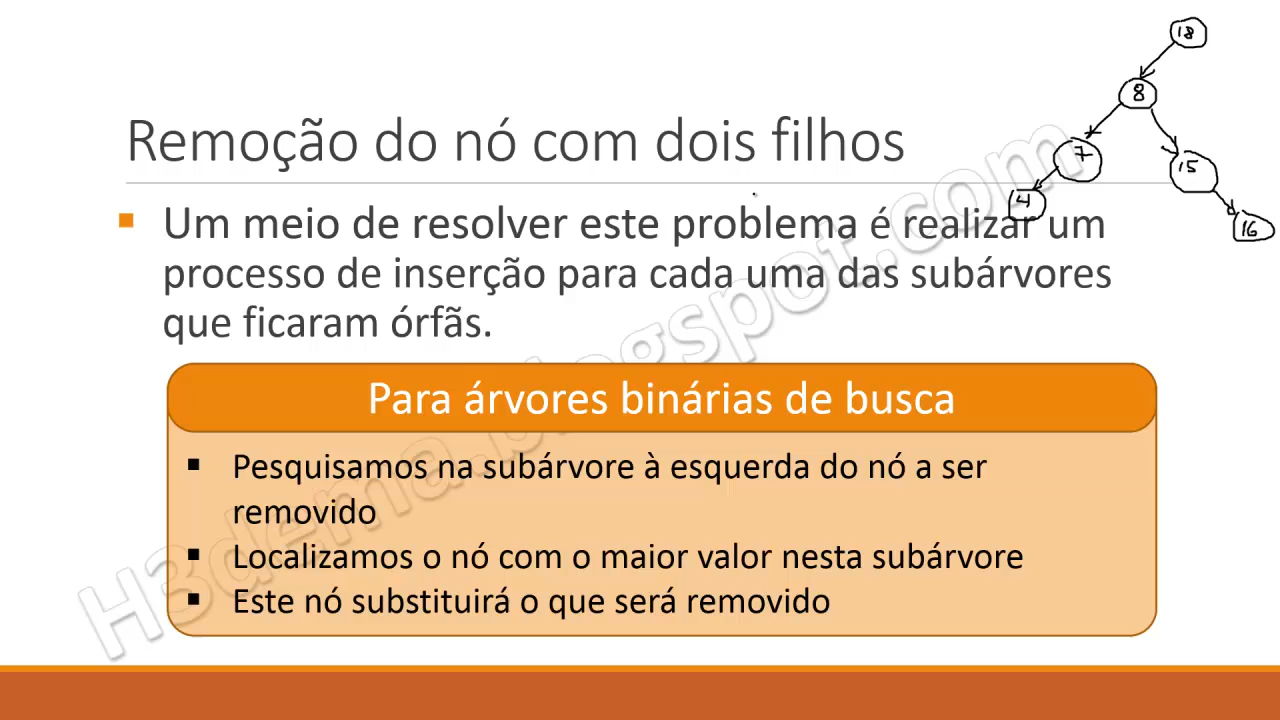 18
8
Remoção do nó com dois filhos
7
15
4
16
▪ Um meio de resolver este problema é realizar um
processo de inserção para cada uma das subárvores
que ficaram órfãs.
Para árvores binárias de busca
▪ Pesquisamos na subárvore à esquerda do nó a ser
removido
▪ Localizamos o nó com o maior valor nesta subárvore
▪ Este nó substituirá o que será removido
H3dema.blogspot.com